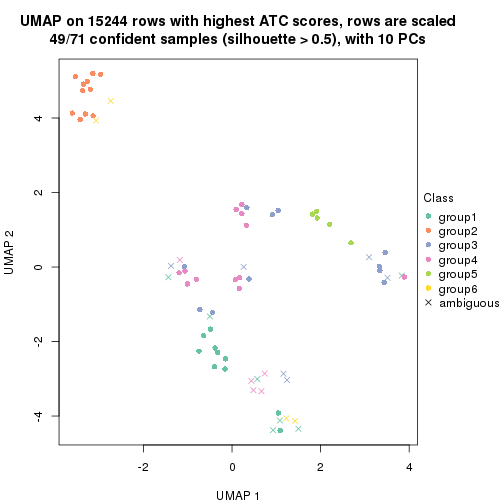 UMAP on 15244 rows with highest ATC scores, rows are scaled
49/71 confident samples (silhouette > 0.5), with 10 PCs
UMAP 2
4
2
0
-2
-4
-2
0
2
4
UMAP 1
Class
group1
group2
group3
group4
group5
group6
ambiguous